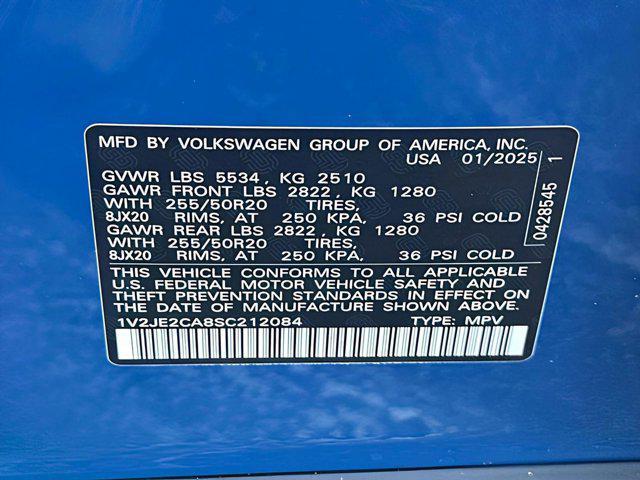 MFD BY VOLKSWAGEN GROUP OF AMERICA, INC.
USA 01/2025
GVWR LBS 5534, KG 2510
GAWR FRONT LBS 2822, KG 1280
WITH 255/50R20 TIRES,
8JX20 RIMS, AT 250 KPA, 36 PSI COLD
GAWR REAR LBS 2822, KG 1280
WITH 255/50R20 TIRES,
8JX20 RIMS, AT 250 KPA, 36 PSI COLD
THIS VEHICLE CONFORMS TO ALL APPLICABLE
U.S. FEDERAL MOTOR VEHICLE SAFETY AND
THEFT PREVENTION STANDARDS IN EFFECT ON
THE DATE OF MANUFACTURE SHOWN ABOVE.
1V2JE2CA8SC212084 TYPE: MPV
0428545 1